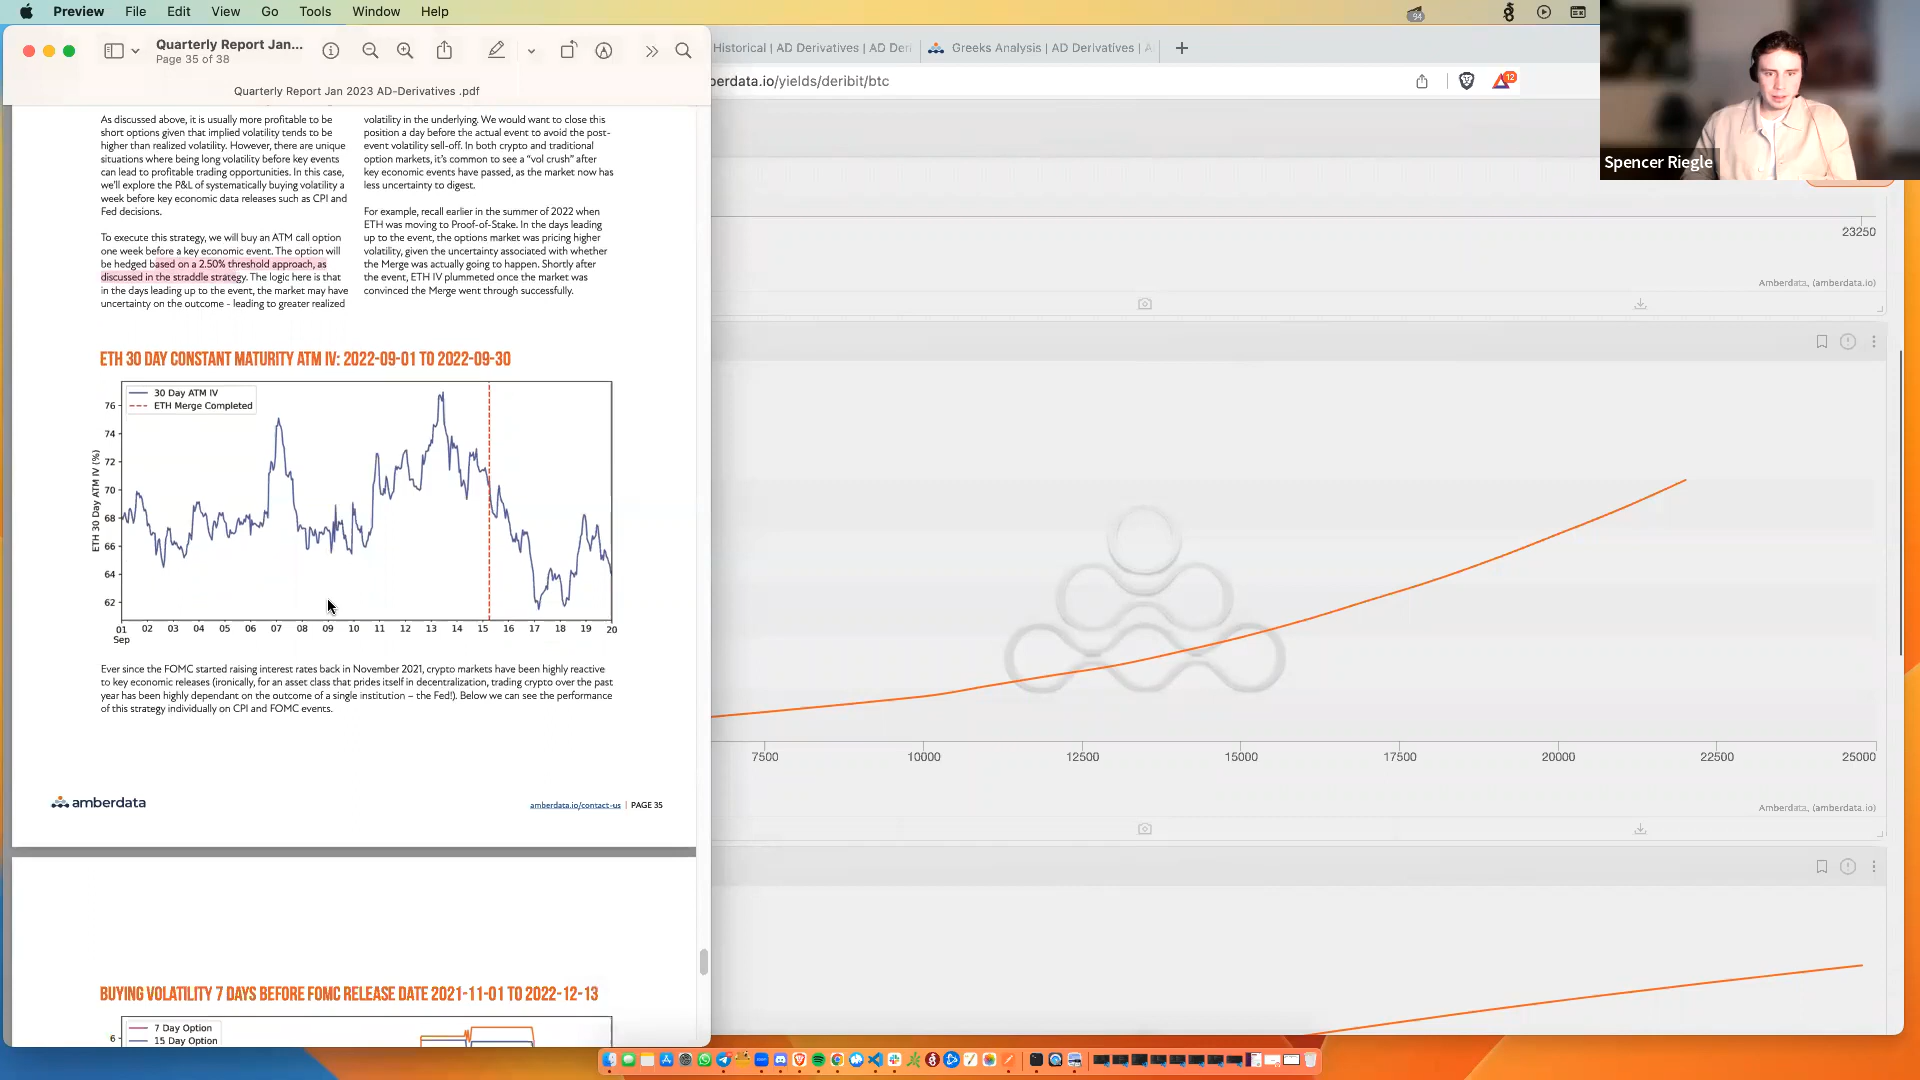 Preview File Edit View Go Tools Window Help
94
Quarterly Report Jan...
Page 35 of 38
Quarterly Report Jan 2023 AD-Derivatives .pdf
Historical | AD Derivatives | AD Der
Greeks Analysis | AD Derivatives | A
berdata.io/yields/deribit/btc
12
Spencer Riegle
As discussed above, it is usually more profitable to be
short options given that implied volatility tends to be
higher than realized volatility. However, there are unique
situations where being long volatility before key events
can lead to profitable trading opportunities. In this case,
we'll explore the P&L of systematically buying volatility a
week before key economic data releases such as CPI and
Fed decisions.
To execute this strategy, we will buy an ATM call option
one week before a key economic event. The option will
be hedged based on a 2.50% threshold approach, as
discussed in the straddle strategy. The logic here is that
in the days leading up to the event, the market may have
uncertainty on the outcome - leading to greater realized
volatility in the underlying. We would want to close this
position a day before the actual event to avoid the post-
event volatility sell-off. In both crypto and traditional
option markets, it's common to see a "vol crush" after
key economic events have passed, as the market now has
less uncertainty to digest.
For example, recall earlier in the summer of 2022 when
ETH was moving to Proof-of-Stake. In the days leading
up to the event, the options market was pricing higher
volatility, given the uncertainty associated with whether
the Merge was actually going to happen. Shortly after
the event, ETH IV plummeted once the market was
convinced the Merge went through successfully.
ETH 30 DAY CONSTANT MATURITY ATM IV: 2022-09-01 TO 2022-09-30
30 Day ATM IV
ETH Merge Completed
ETH 30 Day ATM IV (%)
76
74
72
70
68
66
64
62
01 02 03 04 05 06 07 08 09 10 11 12 13 14 15 16 17 18 19 20
Sep
Ever since the FOMC started raising interest rates back in November 2021, crypto markets have been highly reactive
to key economic releases (ironically, for an asset class that prides itself in decentralization, trading crypto over the past
year has been highly dependant on the outcome of a single institution – the Fed!). Below we can see the performance
of this strategy individually on CPI and FOMC events.
amberdata
amberdata.io/contact-us | PAGE 35
BUYING VOLATILITY 7 DAYS BEFORE FOMC RELEASE DATE 2021-11-01 TO 2022-12-13
7 Day Option
15 Day Option
6
23250
Amberdata, (amberdata.io)
7500 10000 12500 15000 17500 20000 22500 25000
Amberdata, (amberdata.io)